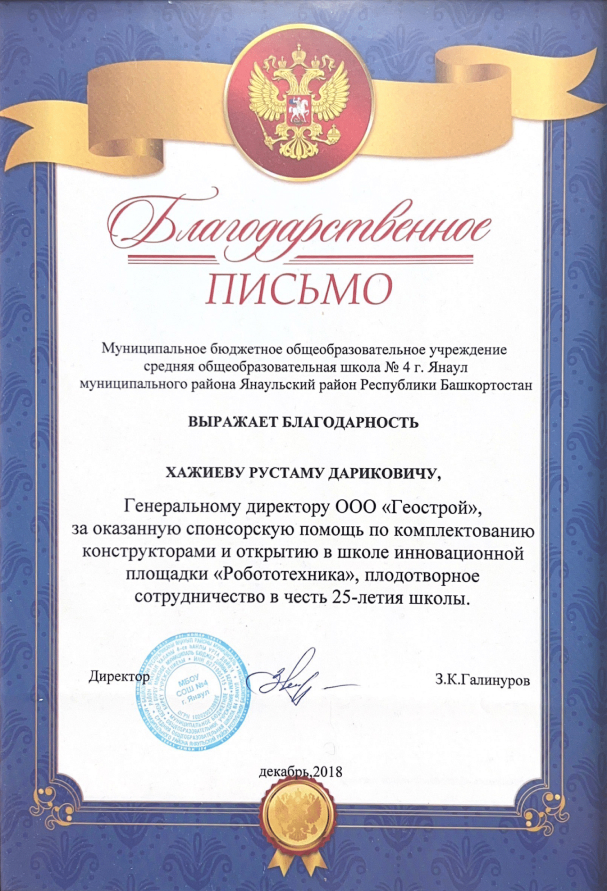 Благодарственное
ПИСЬМО
Муниципальное бюджетное общеобразовательное учреждение
средняя общеобразовательная школа № 4 г. Янаул
муниципального района Янаульский район Республики Башкортостан
ВЫРАЖАЕТ БЛАГОДАРНОСТЬ
ХАЖИЕВУ РУСТАМУ ДАРИКОВИЧУ,
Генеральному директору ООО «Геострой»,
за оказанную спонсорскую помощь по комплектованию
конструкторами и открытию в школе инновационной
площадки «Робототехника», плодотворное
сотрудничество в честь 25-летия школы.
Директор
З.К.Галинуров
МБОУ
СОШ №4
г. Янаул
декабрь,2018